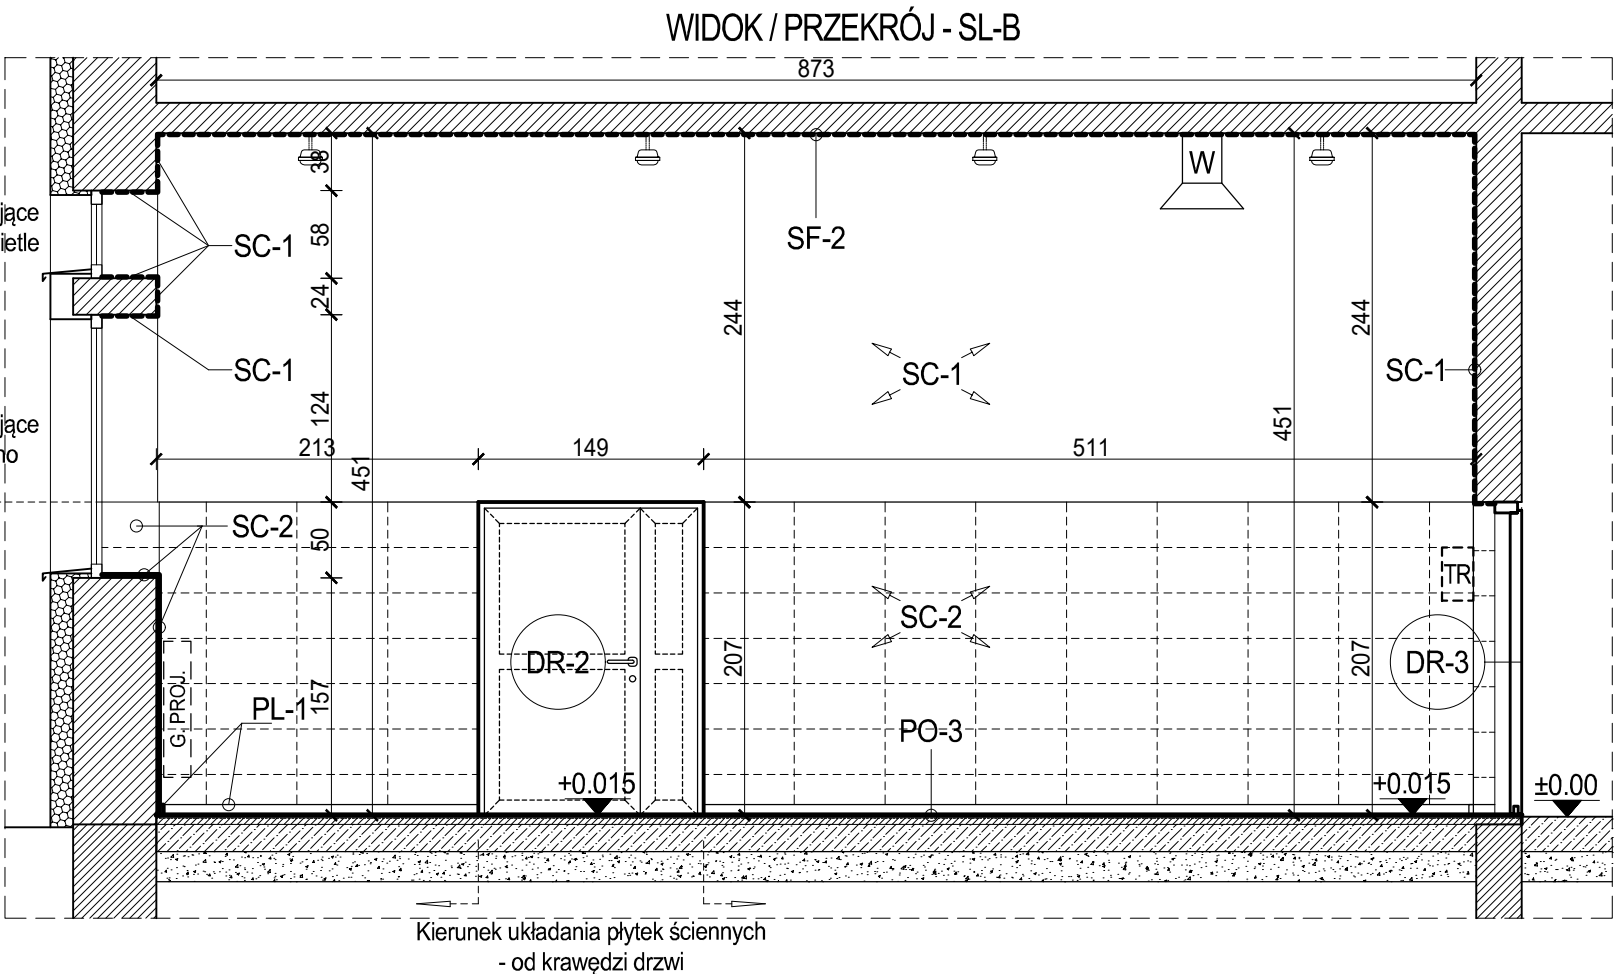 WIDOK / PRZEKRÓJ - SL-B
873
38
W
jące
ietle
SC-1
58
SF-2
24
244
244
SC-1
SC-1
SC-1
124
jące
no
213
149
511
451
451
SC-2
50
TR
SC-2
DR-2
207
207
DR-3
G. PROJ.
PL-1
157
PO-3
+0.015
+0.015
±0.00
Kierunek układania płytek ściennych
- od krawędzi drzwi